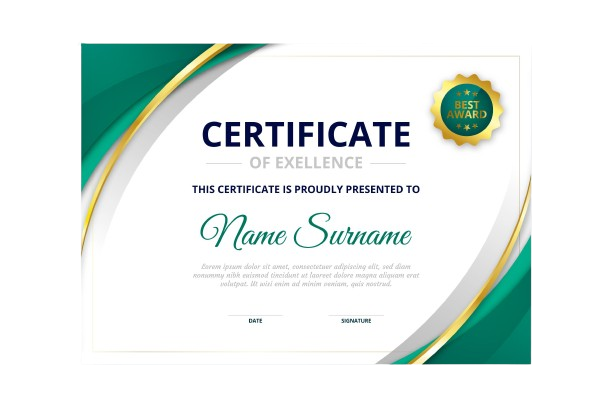 BEST
AWARD
CERTIFICATE
OF EXELLENCE
THIS CERTIFICATE IS PROUDLY PRESENTED TO
Name Surname
Lorem ipsum dolor sit amet, consectetuer adipiscing elit, sed diam
nonummy nibh euismod tincidunt ut laoreet dolore magna aliquam erat
volutpat. Ut wisi enim ad minim veniam, quis nostrud.
DATE
SIGNATURE